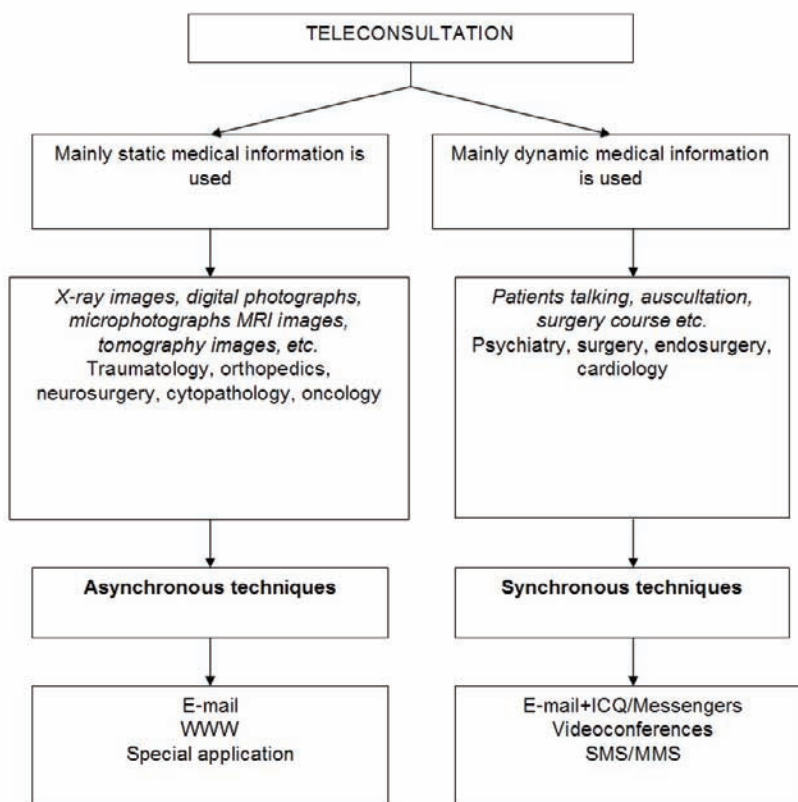 TELECONSULTATION
Mainly static medical information is
used
Mainly dynamic medical information
is used
X-ray images, digital photographs,
microphotographs MRI images,
tomography images, etc.
Traumatology, orthopedics,
neurosurgery, cytopathology, oncology
Patients talking, auscultation,
surgery course etc.
Psychiatry, surgery, endosurgery,
cardiology
Asynchronous techniques
Synchronous techniques
E-mail
WWW
Special application
E-mail+ICQ/Messengers
Videoconferences
SMS/MMS